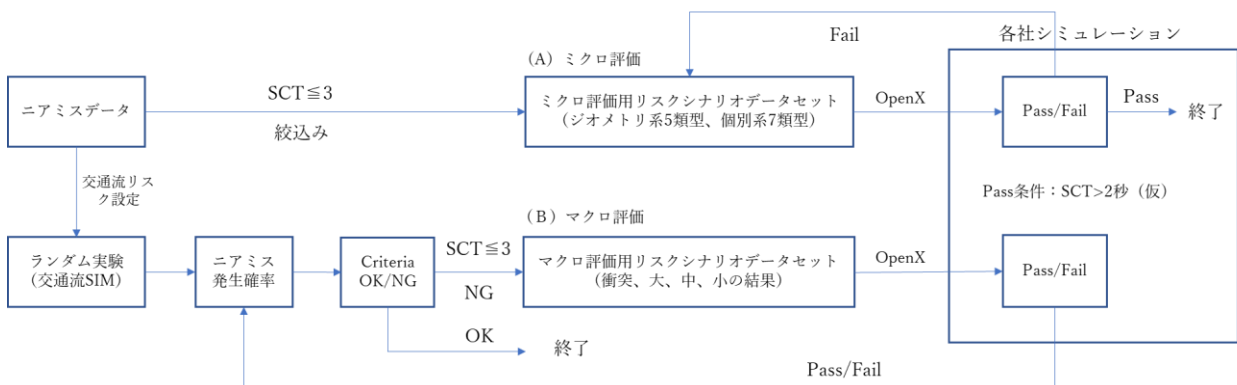 Fail
各社シミュレーション
(A) ミクロ評価
SCT≦3
ニアミスデータ
絞込み
ミクロ評価用リスクシナリオデータセット
（ジオメトリ系5類型、個別系7類型）
OpenX
Pass/Fail
Pass
終了
交通流リス
ク設定
Pass条件：SCT>2秒（仮）
（B）マクロ評価
ランダム実験
（交通流SIM）
ニアミス
発生確率
Criteria
OK/NG
SCT≦3
NG
マクロ評価用リスクシナリオデータセット
（衝突、大、中、小の結果）
OpenX
Pass/Fail
OK
終了
Pass/Fail